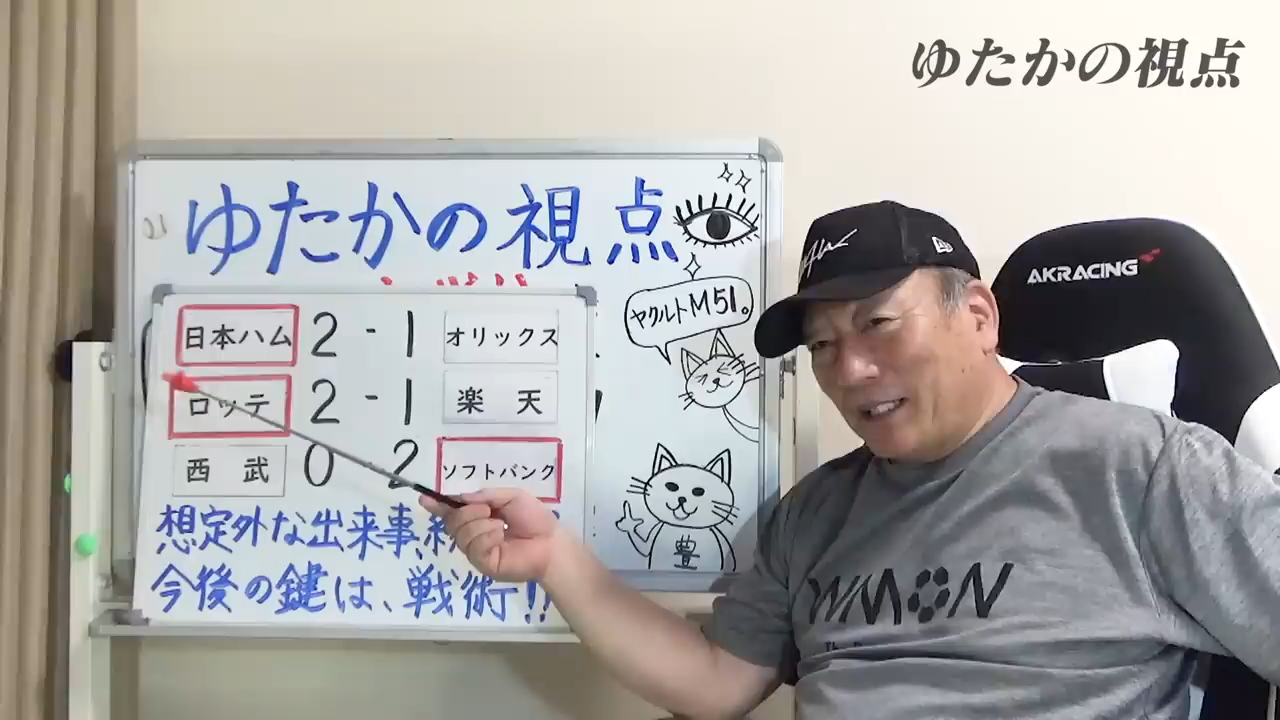 ゆたかの視点
ゆたかの視点
ヤクルトM51。
日本ハム 2 - 1 オリックス
ロッテ 2 - 1 楽天
西武 0 2 ソフトバンク
想定外な出来事
今後の鍵は、戦術!!
豊
AKRACING
WMON